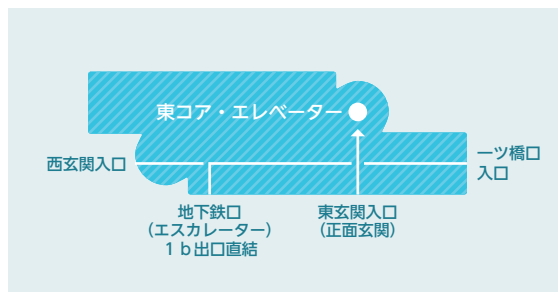 東コア・エレベーター
西玄関入口
一ツ橋口
入口
地下鉄口
（エスカレーター）
１ｂ出口直結
東玄関入口
（正面玄関）